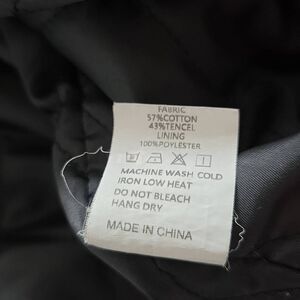 FABRIC
57%COTTON
43%TENCEL
LINING
100%POLYESTER
MACHINE WASH COLD
IRON LOW HEAT
DO NOT BLEACH
HANG DRY
MADE IN CHINA